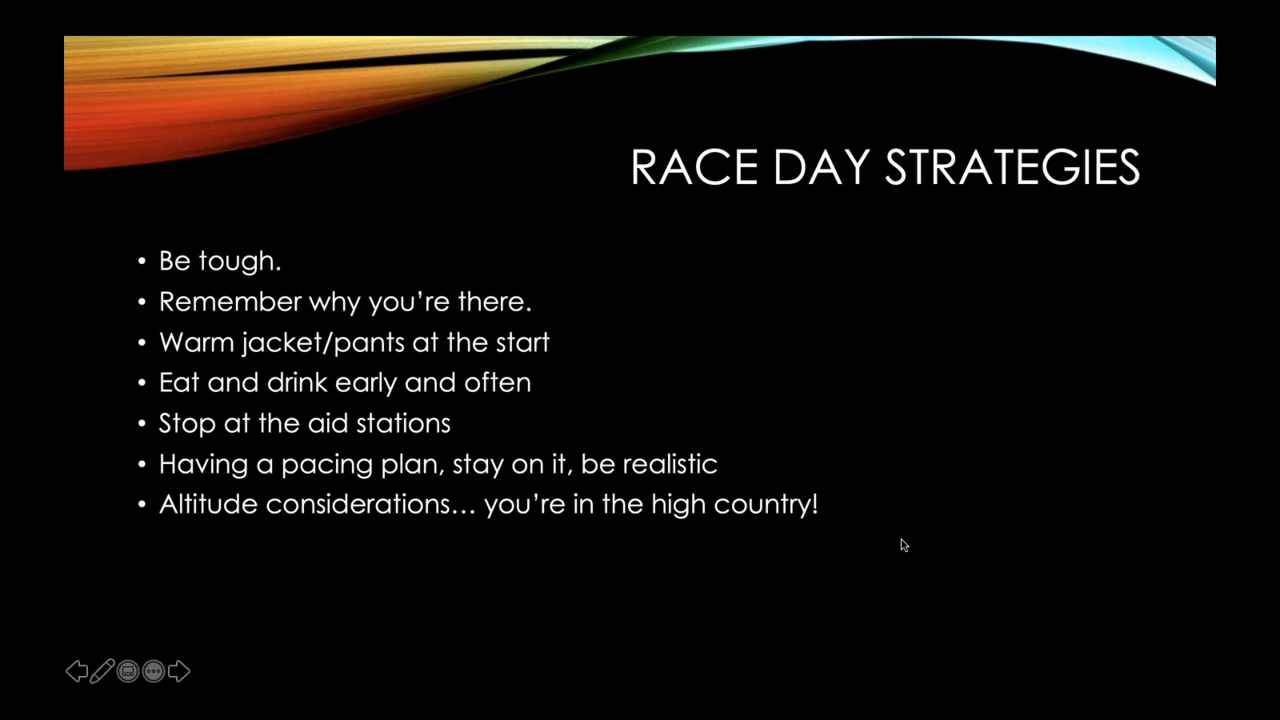 RACE DAY STRATEGIES
• Be tough.
• Remember why you’re there.
• Warm jacket/pants at the start
• Eat and drink early and often
• Stop at the aid stations
• Having a pacing plan, stay on it, be realistic
• Altitude considerations… you’re in the high country!